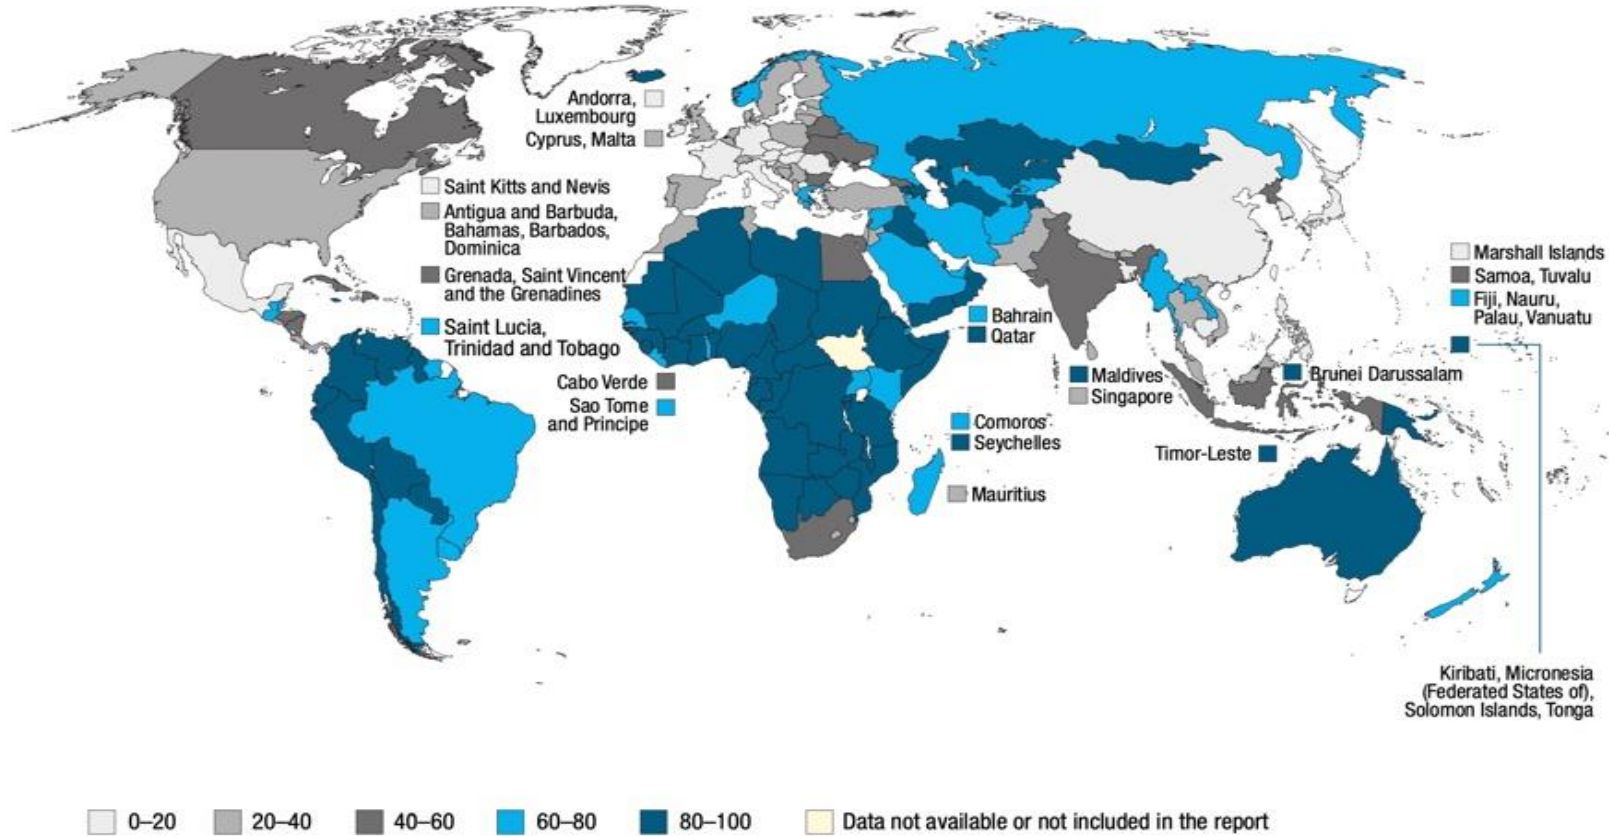 Andorra,
Luxembourg
Cyprus, Malta
Saint Kitts and Nevis
Antigua and Barbuda,
Bahamas, Barbados,
Dominica
Grenada, Saint Vincent
and the Grenadines
Saint Lucia,
Trinidad and Tobago
Cabo Verde
Sao Tome
and Principe
Bahrain
Qatar
Comoros
Seychelles
Mauritius
Maldives
Singapore
Brunei Darussalam
Timor-Leste
Marshall Islands
Samoa, Tuvalu
Fiji, Nauru,
Palau, Vanuatu
Kiribati, Micronesia
(Federated States of),
Solomon Islands, Tonga
0–20
20–40
40–60
60–80
80–100
Data not available or not included in the report